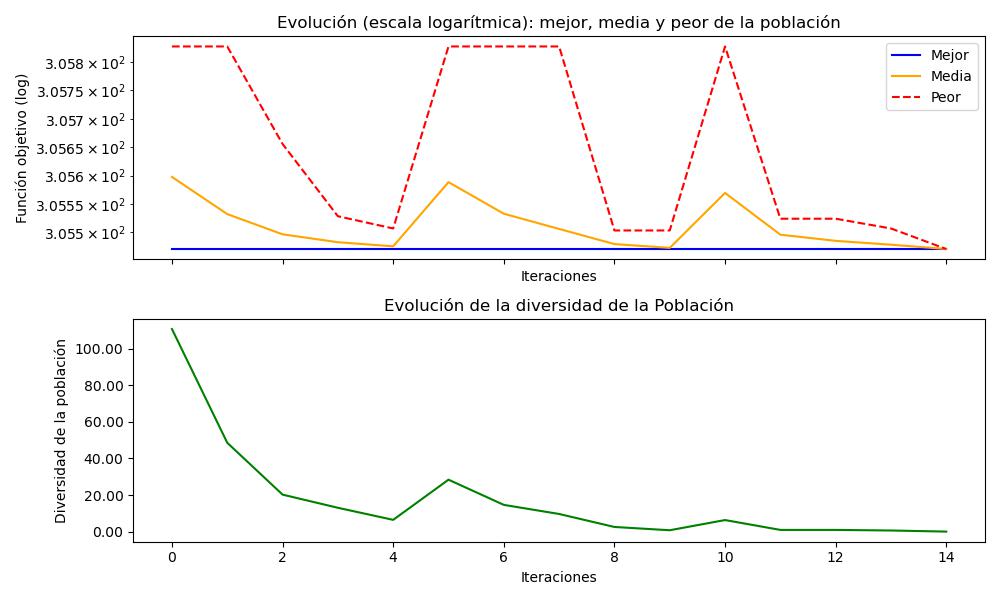 Evolución (escala logarítmica): mejor, media y peor de la población
Función objetivo (log)
3.058 × 10²
3.0575 × 10²
3.057 × 10²
3.0565 × 10²
3.056 × 10²
3.0555 × 10²
3.055 × 10²
Mejor
Media
Peor
Iteraciones
Evolución de la diversidad de la Población
Diversidad de la población
100.00
80.00
60.00
40.00
20.00
0.00
0 2 4 6 8 10 12 14
Iteraciones